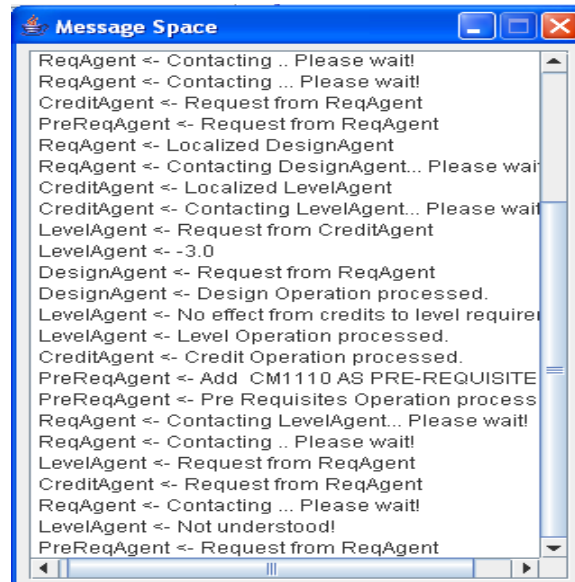 Message Space
ReqAgent <- Contacting .. Please wait!
ReqAgent <- Contacting ... Please wait!
CreditAgent <- Request from ReqAgent
PreReqAgent <- Request from ReqAgent
ReqAgent <- Localized DesignAgent
ReqAgent <- Contacting DesignAgent... Please wai
CreditAgent <- Localized LevelAgent
CreditAgent <- Contacting LevelAgent... Please wait
LevelAgent <- Request from CreditAgent
LevelAgent <- -3.0
DesignAgent <- Request from ReqAgent
DesignAgent <- Design Operation processed.
LevelAgent <- No effect from credits to level requirer
LevelAgent <- Level Operation processed.
CreditAgent <- Credit Operation processed.
PreReqAgent <- Add  CM1110 AS PRE-REQUISITE
PreReqAgent <- Pre Requisites Operation process
ReqAgent <- Contacting LevelAgent... Please wait!
ReqAgent <- Contacting .. Please wait!
LevelAgent <- Request from ReqAgent
CreditAgent <- Request from ReqAgent
ReqAgent <- Contacting ... Please wait!
LevelAgent <- Not understood!
PreReqAgent <- Request from ReqAgent